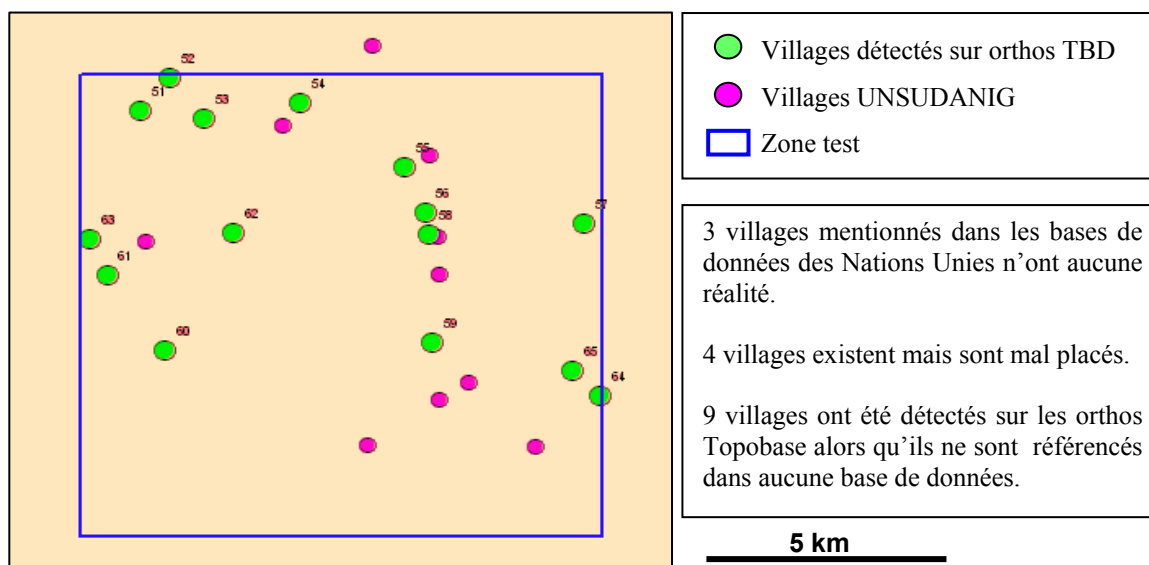 52
51
53
54
55
56
58
57
63
62
61
60
59
65
64
Villages détectés sur orthos TBD
Villages UNSUDANIG
Zone test
3 villages mentionnés dans les bases de
données des Nations Unies n'ont aucune
réalité.
4 villages existent mais sont mal placés.
9 villages ont été détectés sur les orthos
Topobase alors qu'ils ne sont référencés
dans aucune base de données.
5 km